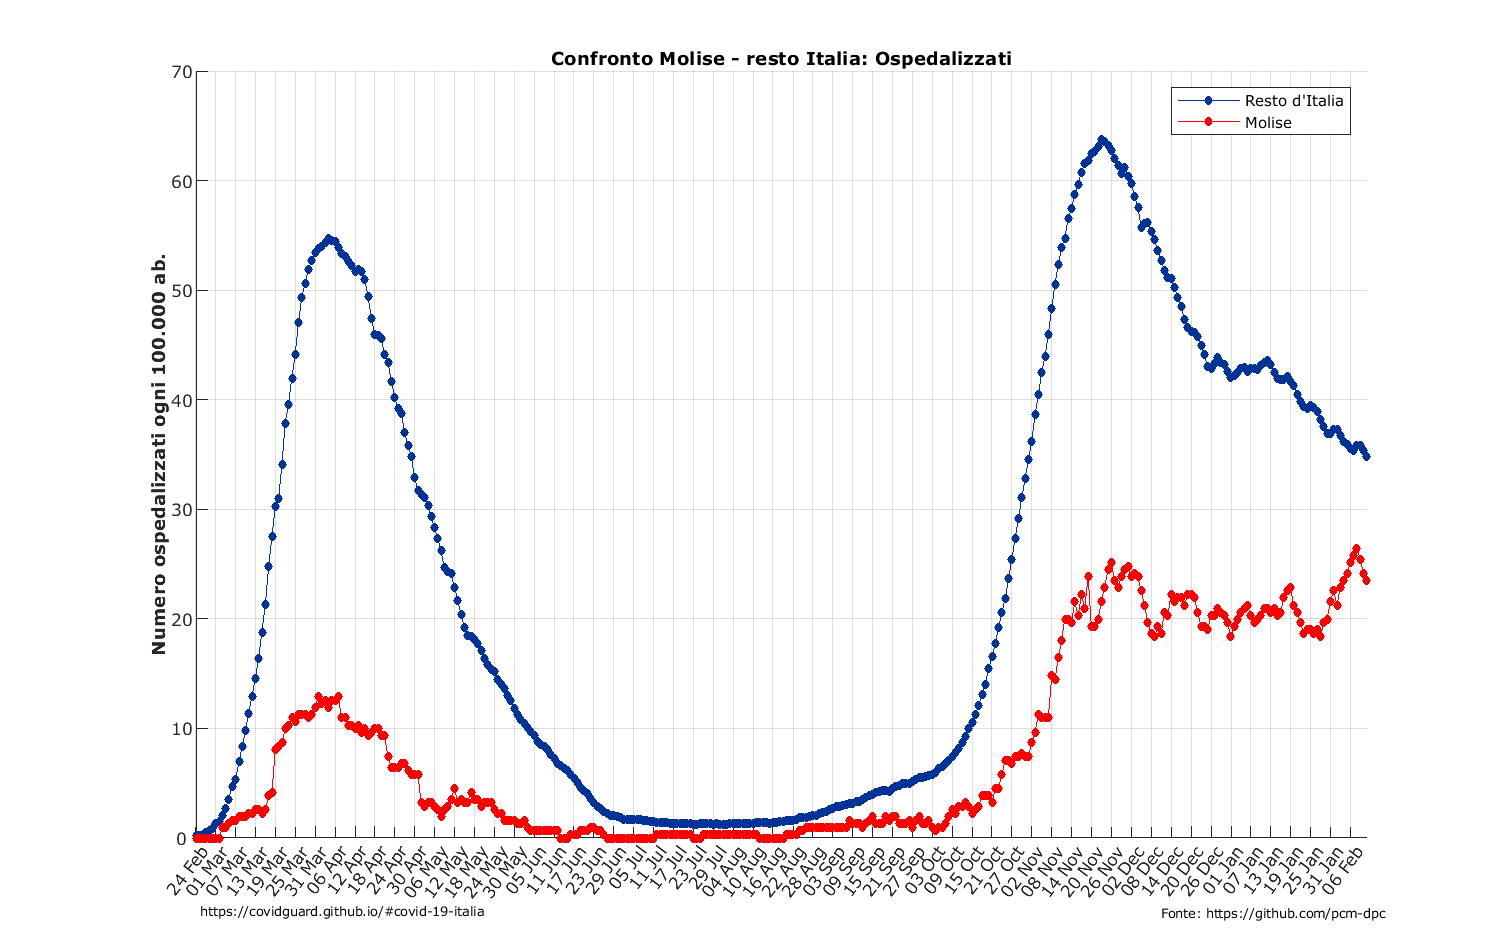 Confronto Molise - resto Italia: Ospedalizzati
70
60
50
40
30
20
10
0
Numero ospedalizzati ogni 100.000 ab.
Resto d'Italia
Molise
24 Feb
01 Mar
07 Mar
13 Mar
19 Mar
25 Mar
31 Mar
06 Apr
12 Apr
18 Apr
24 Apr
30 Apr
06 May
12 May
18 May
24 May
30 May
05 Jun
11 Jun
17 Jun
23 Jun
29 Jun
05 Jul
11 Jul
17 Jul
23 Jul
29 Jul
04 Aug
10 Aug
16 Aug
22 Aug
28 Aug
03 Sep
09 Sep
15 Sep
21 Sep
27 Sep
03 Oct
09 Oct
15 Oct
21 Oct
27 Oct
02 Nov
08 Nov
14 Nov
20 Nov
26 Nov
02 Dec
08 Dec
14 Dec
20 Dec
26 Dec
01 Jan
07 Jan
13 Jan
19 Jan
25 Jan
31 Jan
06 Feb
https://covidguard.github.io/#covid-19-italia
Fonte: https://github.com/pcm-dpc